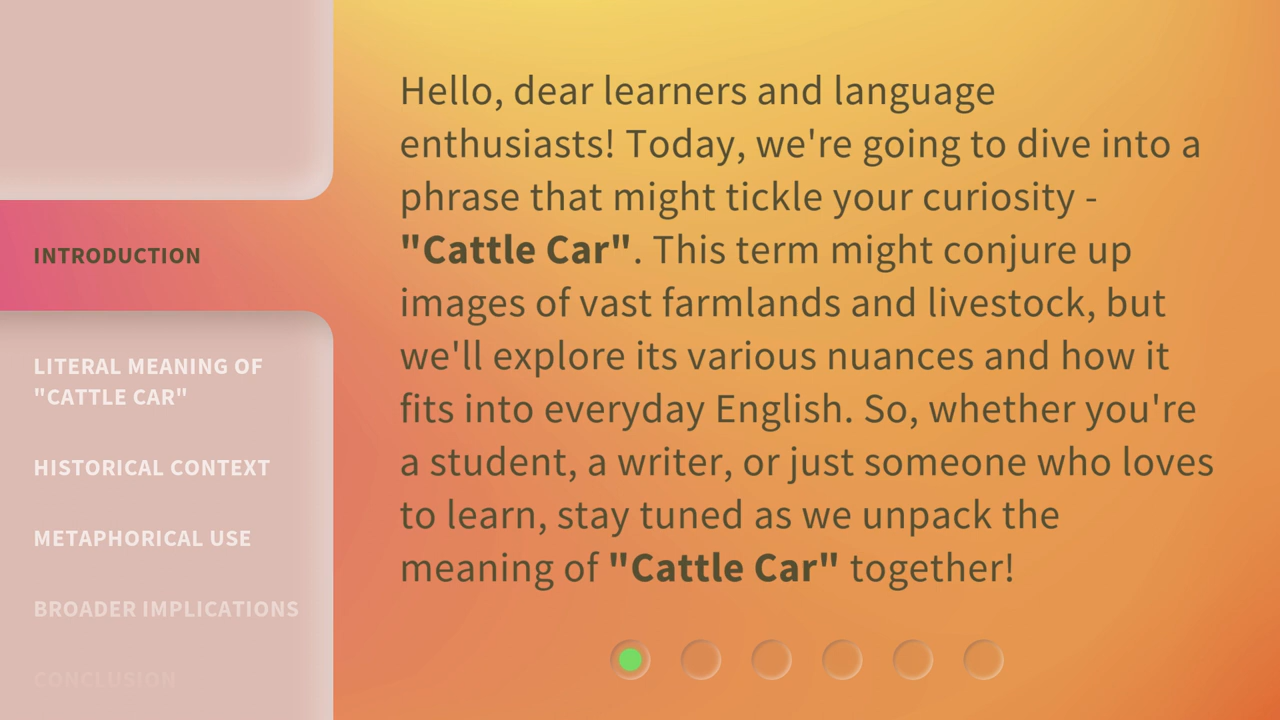 INTRODUCTION
LITERAL MEANING OF
"CATTLE CAR"
HISTORICAL CONTEXT
METAPHORICAL USE
BROADER IMPLICATIONS
CONCLUSION
Hello, dear learners and language
enthusiasts! Today, we're going to dive into a
phrase that might tickle your curiosity -
"Cattle Car". This term might conjure up
images of vast farmlands and livestock, but
we'll explore its various nuances and how it
fits into everyday English. So, whether you're
a student, a writer, or just someone who loves
to learn, stay tuned as we unpack the
meaning of "Cattle Car" together!